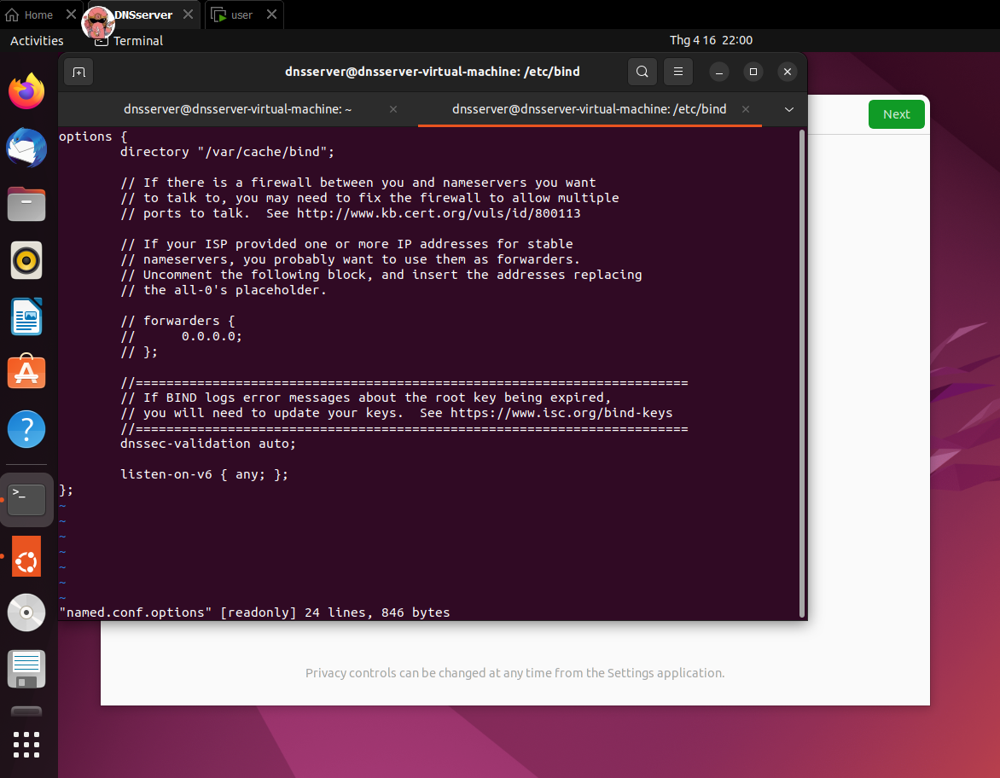 Home
DNSserver
user
Activities
Terminal
Thg 4 16 22:00
dnsserver@dnsserver-virtual-machine: /etc/bind
dnsserver@dnsserver-virtual-machine: ~
dnsserver@dnsserver-virtual-machine: /etc/bind
Next
options {
directory "/var/cache/bind";
// If there is a firewall between you and nameservers you want
// to talk to, you may need to fix the firewall to allow multiple
// ports to talk.  See http://www.kb.cert.org/vuls/id/800113
// If your ISP provided one or more IP addresses for stable
// nameservers, you probably want to use them as forwarders.
// Uncomment the following block, and insert the addresses replacing
// the all-0's placeholder.
// forwarders {
//      0.0.0.0;
// };
//========================================================================
// If BIND logs error messages about the root key being expired,
// you will need to update your keys.  See https://www.isc.org/bind-keys
//========================================================================
dnssec-validation auto;
listen-on-v6 { any; };
};
~
~
~
~
~
~
~
"named.conf.options" [readonly] 24 lines, 846 bytes
Privacy controls can be changed at any time from the Settings application.